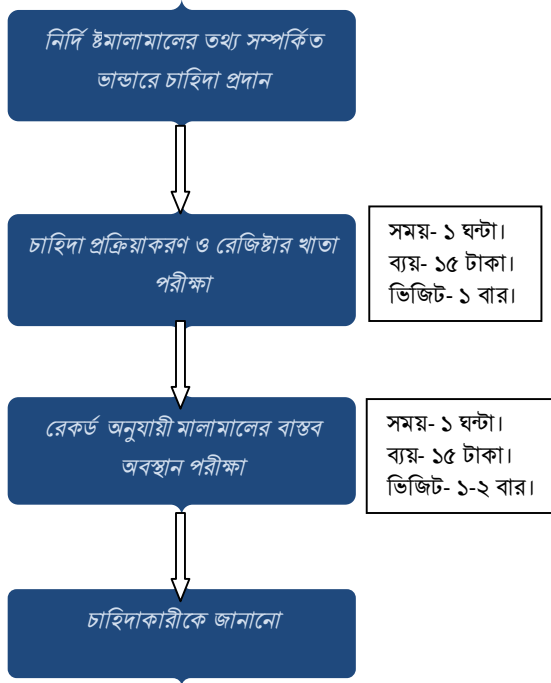 নির্দি ষ্টমালামালের তথ্য সম্পর্কিত
ভান্ডারে চাহিদা প্রদান
চাহিদা প্রক্রিয়াকরণ ও রেজিষ্টার খাতা
পরীক্ষা
সময়- ১ ঘন্টা।
ব্যয়- ১৫ টাকা।
ভিজিট- ১ বার।
রেকর্ড অনুযায়ী মালামালের বাস্তব
অবস্থান পরীক্ষা
সময়- ১ ঘন্টা।
ব্যয়- ১৫ টাকা।
ভিজিট- ১-২ বার।
চাহিদাকারীকে জানানো